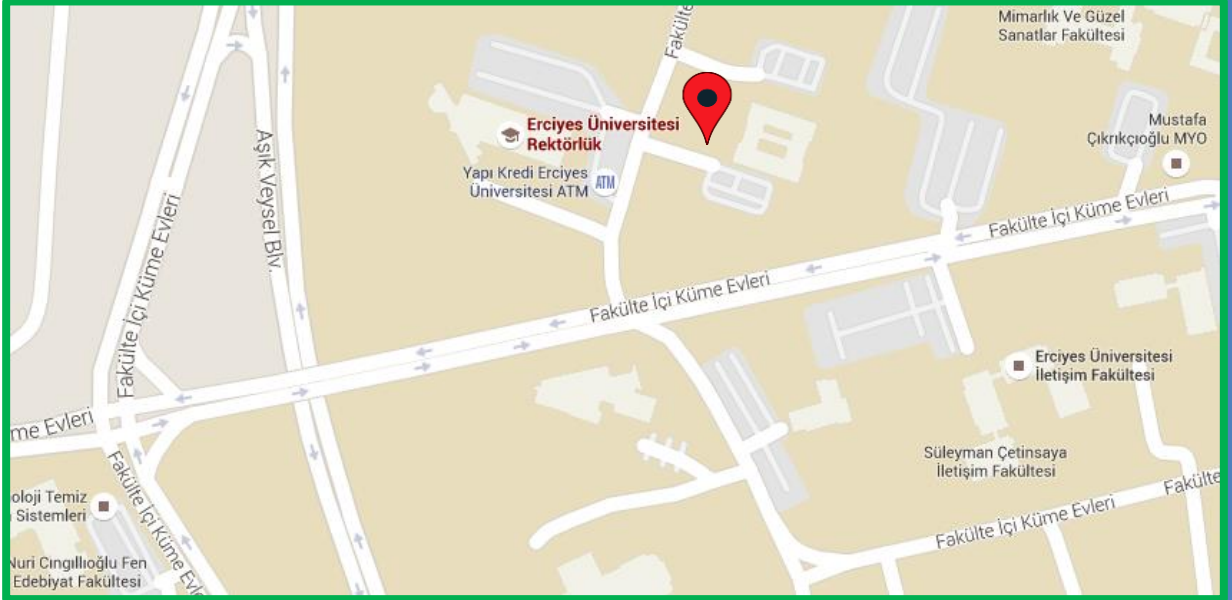 Mimarlık Ve Güzel
Sanatlar Fakültesi
Fakülte
Erciyes Üniversitesi
Rektörlük
Yapı Kredi Erciyes
Üniversitesi ATM
ATM
Mustafa
Çıkrıkçıoğlu MYO
Aşık Veysel Blv.
Fakülte İçi Küme Evleri
Fakülte İçi Küme Evleri
Fakülte İçi Küme Evleri
Erciyes Üniversitesi
İletişim Fakültesi
me Evleri
Süleyman Çetinsaya
İletişim Fakültesi
Fakülte
Fakülte İçi Küme Evleri
oloji Temiz
Sistemleri
Fakülte İçi Küme Evle
Nuri Cıngıllıoğlu Fen
Edebiyat Fakültesi